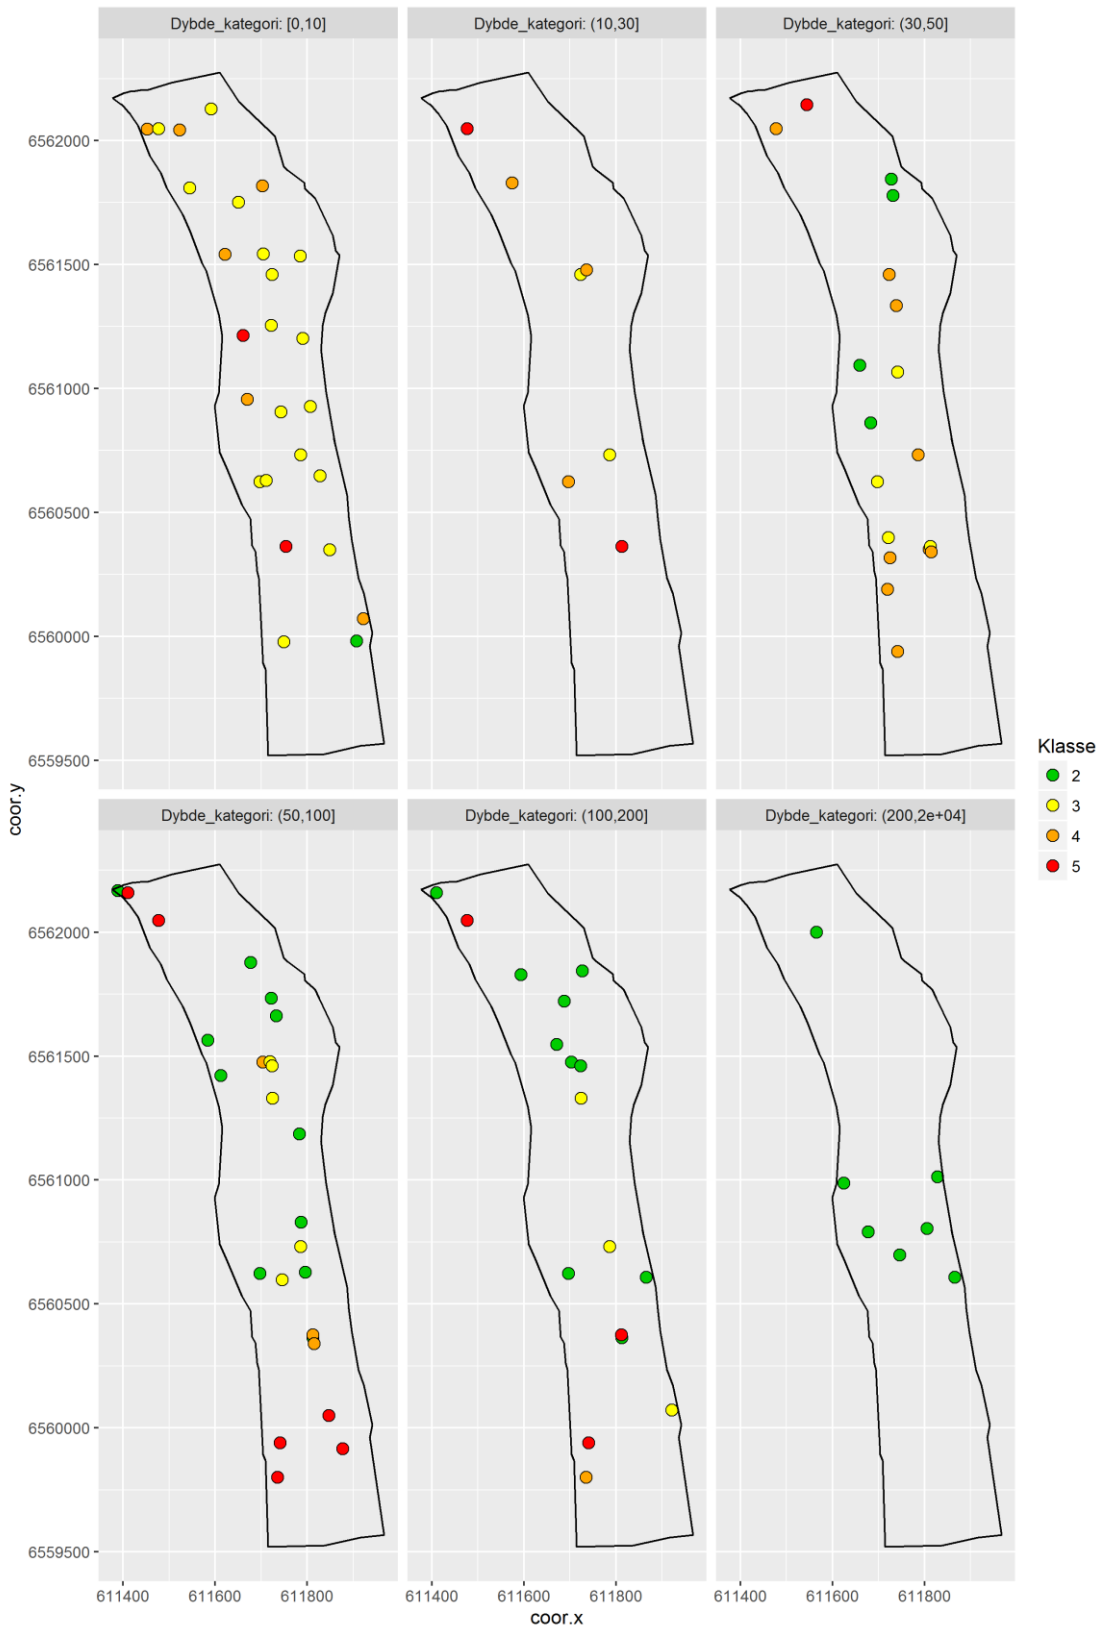 Dybde_kategori: [0,10]
Dybde_kategori: (10,30]
Dybde_kategori: (30,50]
6562000
6561500
6561000
6560500
6560000
6559500
Dybde_kategori: (50,100]
Dybde_kategori: (100,200]
Dybde_kategori: (200,2e+04]
6562000
6561500
6561000
6560500
6560000
6559500
611400
611600
611800
611400
611600
611800
611400
611600
611800
coor.x
coor.y
Klasse
2
3
4
5